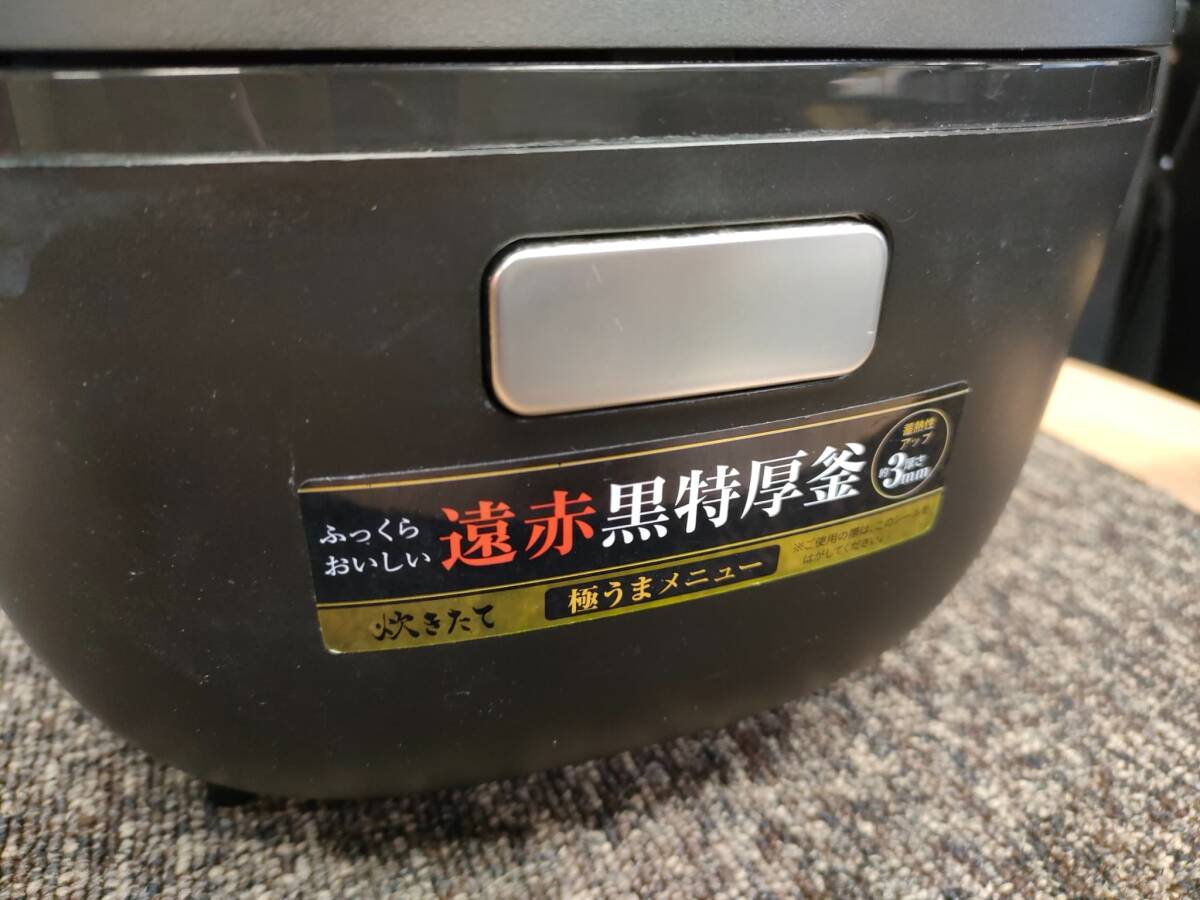 ふっくら
おいしい
遠赤黒特厚釜
蓄熱性
アップ
約3mm
厚さ
炊きたて
極うまメニュー
※ご使用の際は、このシールを
はがしてください。